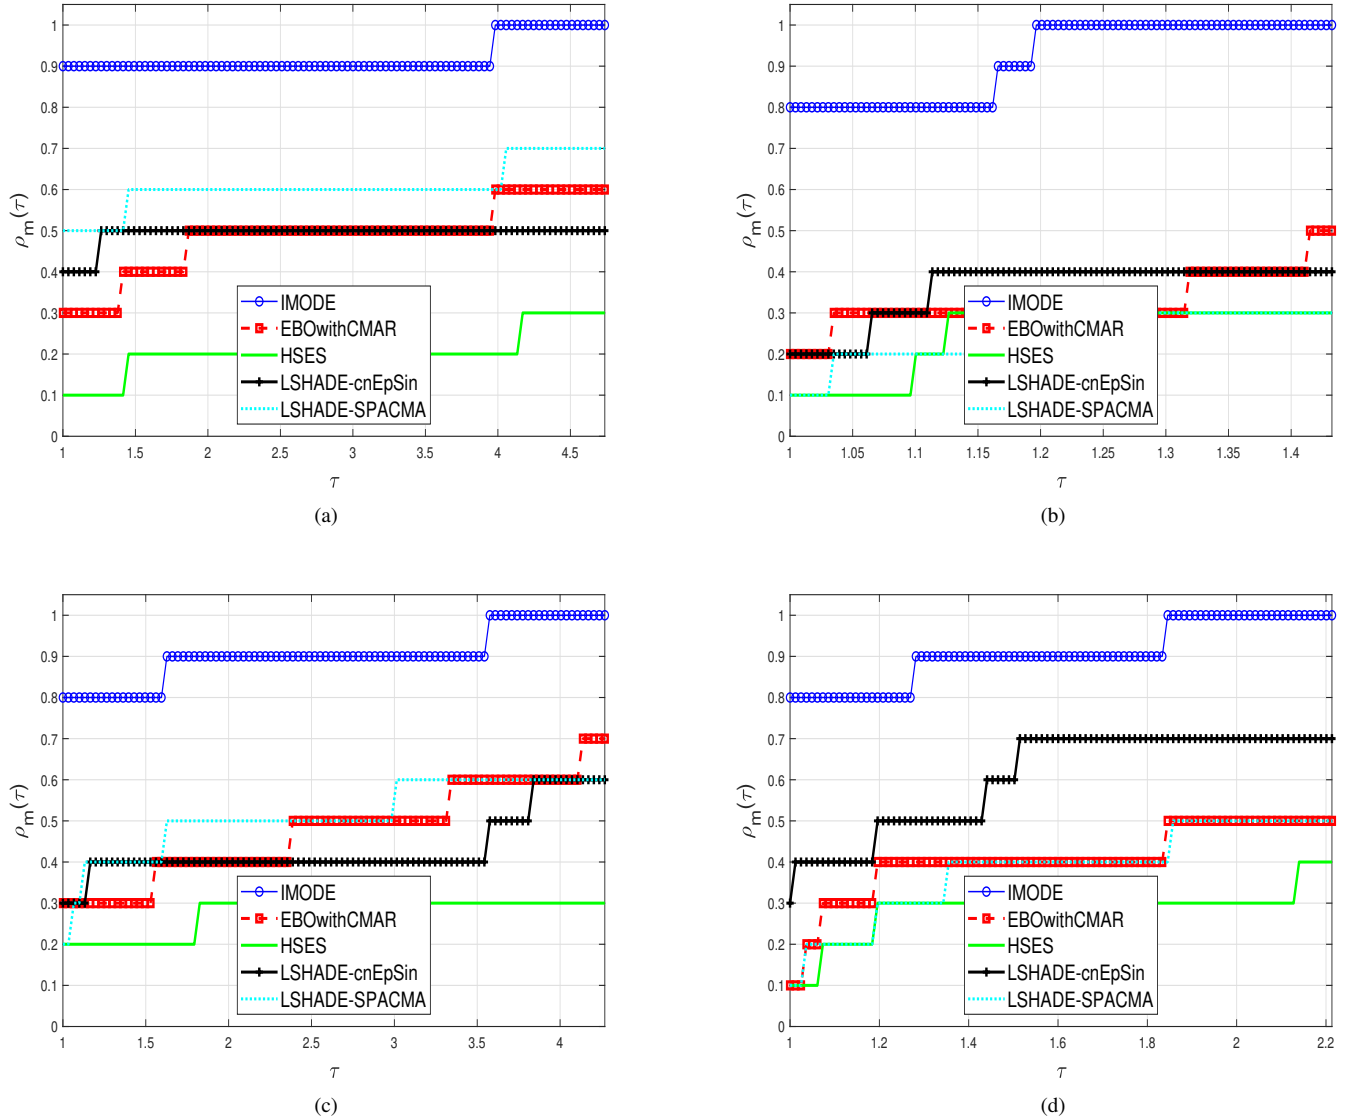 1
0.9
0.8
0.7
0.6
0.5
0.4
0.3
0.2
0.1
0
ρm(τ)
1 1.5 2 2.5 3 3.5 4 4.5
τ
IMODE
EBOwithCMAR
HSES
LSHADE-cnEpSin
LSHADE-SPACMA
(a)
1
0.9
0.8
0.7
0.6
0.5
0.4
0.3
0.2
0.1
0
ρm(τ)
1 1.05 1.1 1.15 1.2 1.25 1.3 1.35 1.4
τ
IMODE
EBOwithCMAR
HSES
LSHADE-cnEpSin
LSHADE-SPACMA
(b)
1
0.9
0.8
0.7
0.6
0.5
0.4
0.3
0.2
0.1
0
ρm(τ)
1 1.5 2 2.5 3 3.5 4
τ
IMODE
EBOwithCMAR
HSES
LSHADE-cnEpSin
LSHADE-SPACMA
(c)
1
0.9
0.8
0.7
0.6
0.5
0.4
0.3
0.2
0.1
0
ρm(τ)
1 1.2 1.4 1.6 1.8 2 2.2
τ
IMODE
EBOwithCMAR
HSES
LSHADE-cnEpSin
LSHADE-SPACMA
(d)